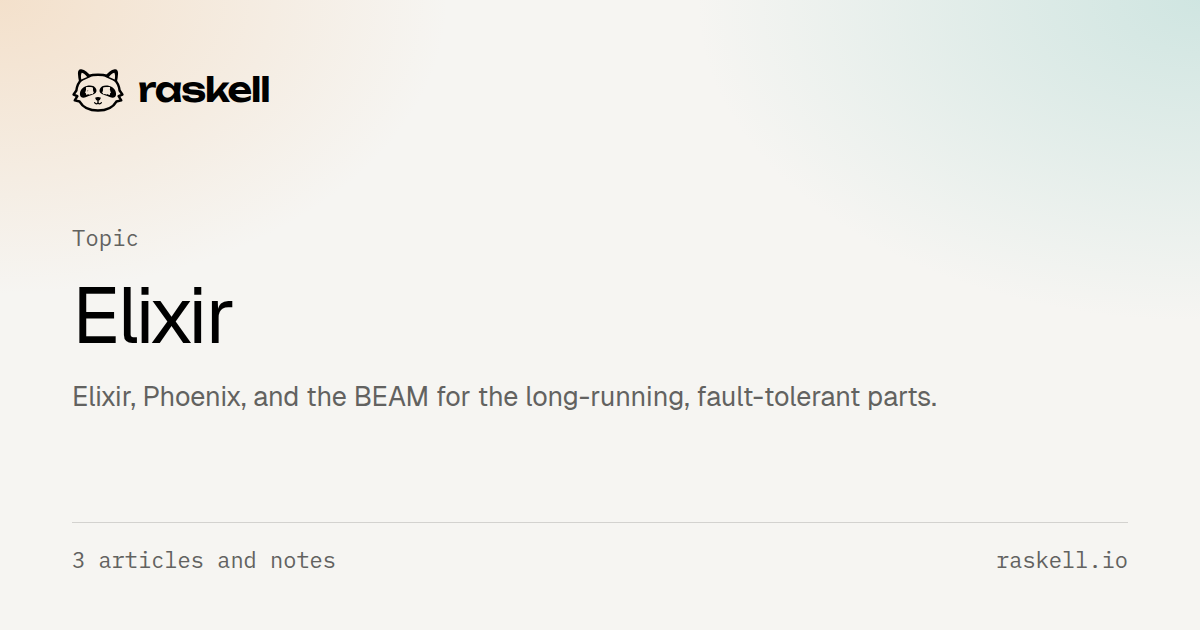 raskell
Topic
Elixir
Elixir, Phoenix, and the BEAM for the long-running, fault-tolerant parts.
3 articles and notes
raskell.io